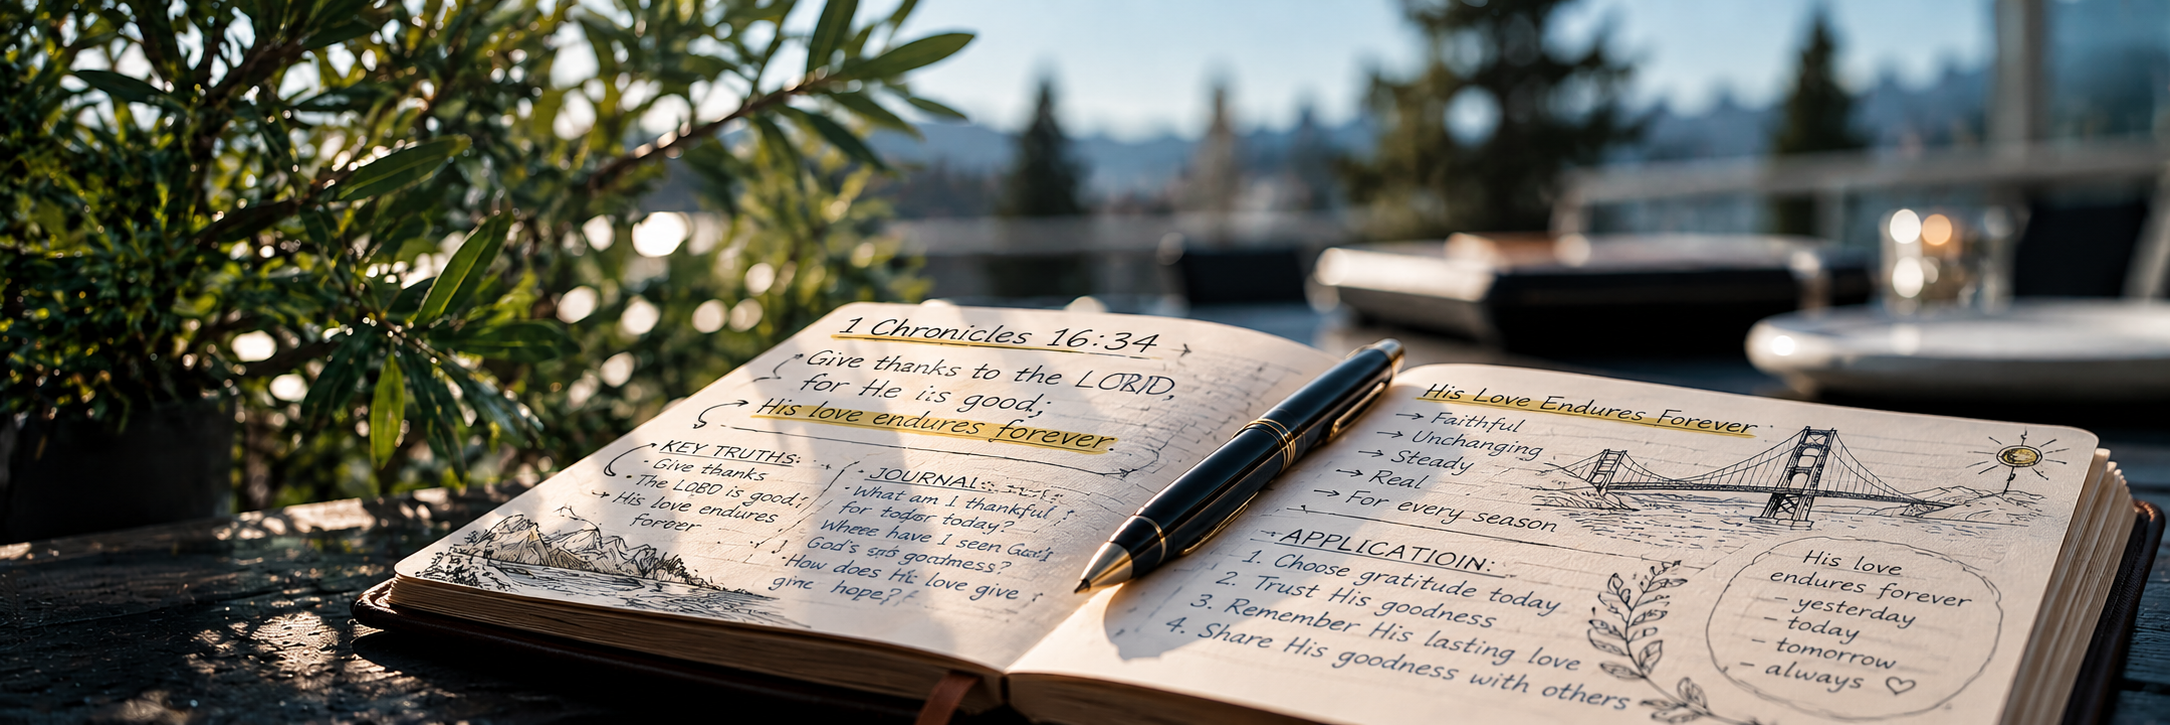 1 Chronicles 16:34
Give thanks to the LORD,
for He is good;
His love endures forever.
KEY TRUTHS:
• Give thanks
• The LORD is good;
→ His love endures
forever
JOURNAL:
• What am I thankful
for today?
Where have I seen
God's goodness?
• How does He love give
hope?
His Love Endures Forever
→ Faithful
→ Unchanging
→ Steady
→ Real
→ For every season
APPLICATIOIN:
1. Choose gratitude today
2. Trust His goodness
3. Remember His lasting love
4. Share His goodness with others
His love
endures forever
- yesterday
- today
- tomorrow
- always ♡